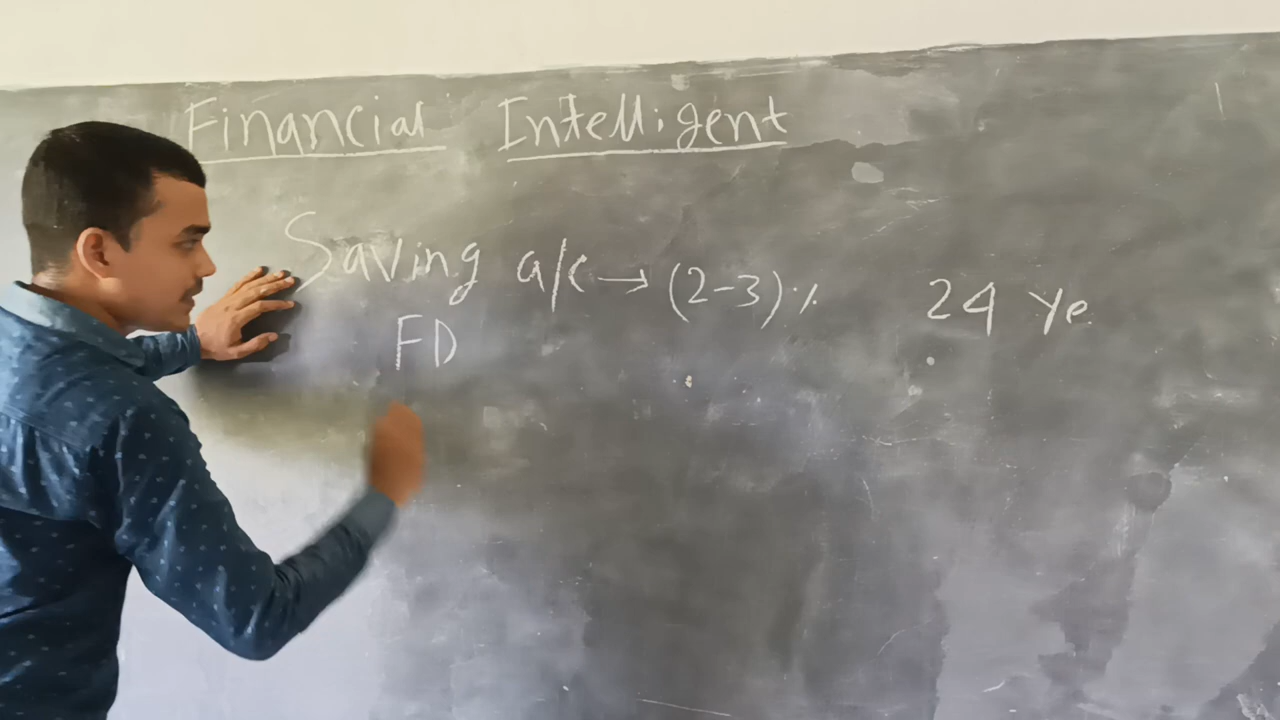 Financial Intelligent
Saving a/c → (2-3)% 24 Ye
FD